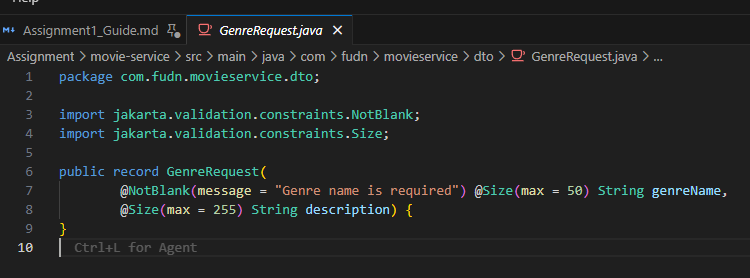 Help
Assignment1_Guide.md
GenreRequest.java
Assignment > movie-service > src > main > java > com > fudn > movieservice > dto > GenreRequest.java > ...
1 package com.fudn.movieservice.dto;
2
3 import jakarta.validation.constraints.NotBlank;
4 import jakarta.validation.constraints.Size;
5
6 public record GenreRequest(
7 @NotBlank(message = "Genre name is required") @Size(max = 50) String genreName,
8 @Size(max = 255) String description) {
9 }
10 Ctrl+L for Agent